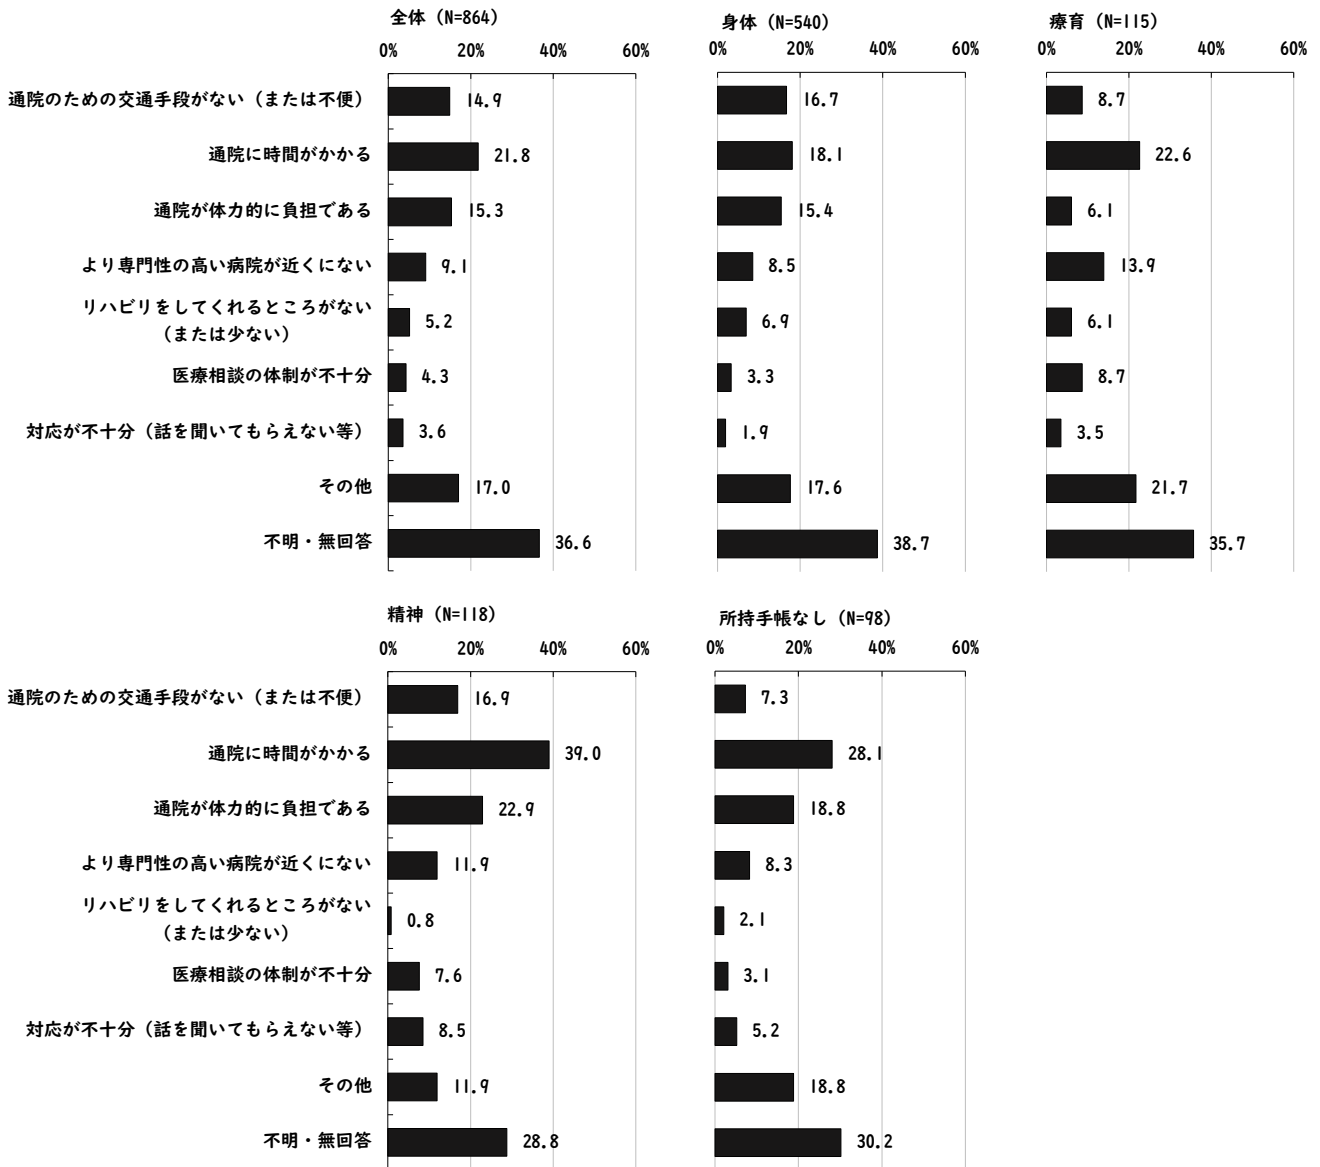 全体（N=864）
0% 20% 40% 60%
通院のための交通手段がない（または不便） 14.9
通院に時間がかかる 21.8
通院が体力的に負担である 15.3
より専門性の高い病院が近くにない 9.1
リハビリをしてくれるところがない
（または少ない） 5.2
医療相談の体制が不十分 4.3
対応が不十分（話を聞いてもらえない等） 3.6
その他 17.0
不明・無回答 36.6
身体（N=540）
0% 20% 40% 60%
16.7
18.1
15.4
8.5
6.9
3.3
1.9
17.6
38.7
療育（N=115）
0% 20% 40% 60%
8.7
22.6
6.1
13.9
6.1
8.7
3.5
21.7
35.7
精神（N=118）
0% 20% 40% 60%
通院のための交通手段がない（または不便） 16.9
通院に時間がかかる 39.0
通院が体力的に負担である 22.9
より専門性の高い病院が近くにない 11.9
リハビリをしてくれるところがない
（または少ない） 0.8
医療相談の体制が不十分 7.6
対応が不十分（話を聞いてもらえない等） 8.5
その他 11.9
不明・無回答 28.8
所持手帳なし（N=98）
0% 20% 40% 60%
7.3
28.1
18.8
8.3
2.1
3.1
5.2
18.8
30.2